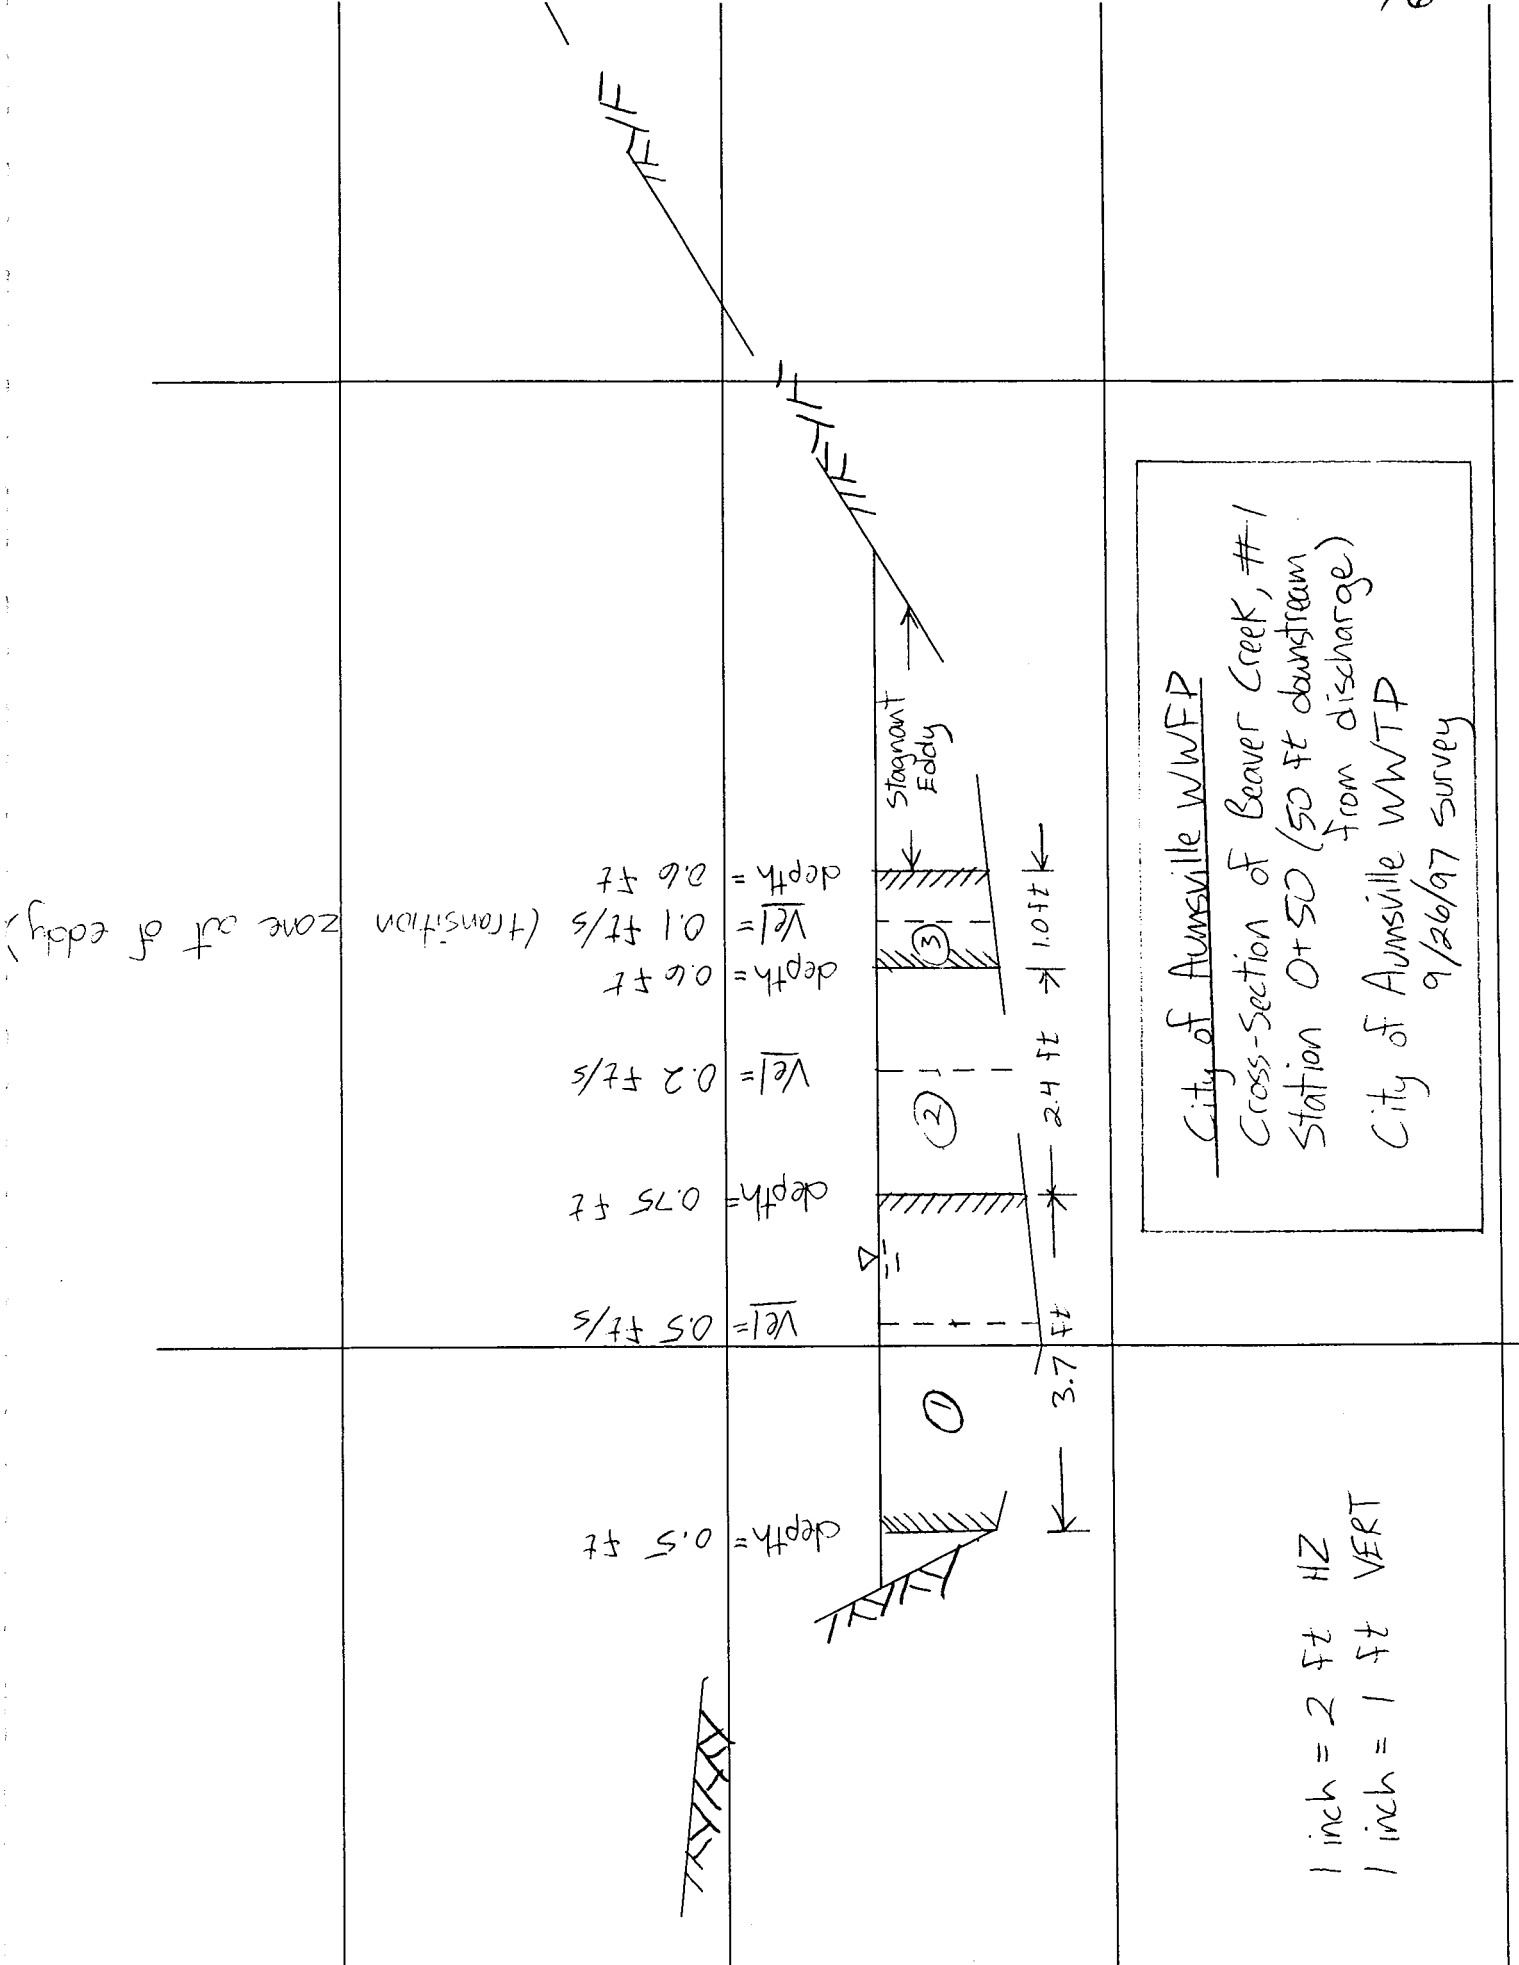 depth = 0.5 ft
Vel = 0.5 ft/s
depth = 0.75 ft
Vel = 0.2 ft/s
depth = 0.6 ft
Vel = 0.1 ft/s (transition zone out of eddy)
depth = 0.6 ft
1
2
3
Stagnant
Eddy
3.7 ft
2.4 ft
1.0 ft
City of Aumsville WWFP
Cross-Section of Beaver Creek, #1
Station 0+50 (50 ft downstream
from discharge)
City of Aumsville WWTP
9/26/97 Survey
1 inch = 2 ft HZ
1 inch = 1 ft VERT